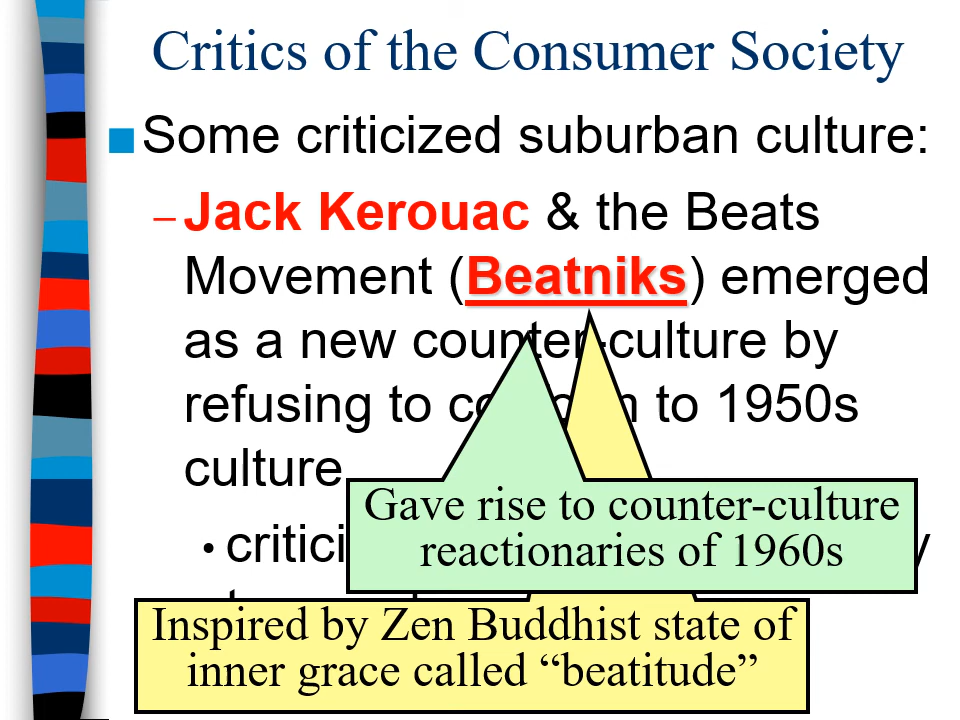 Critics of the Consumer Society
Some criticized suburban culture:
– Jack Kerouac & the Beats
Movement (Beatniks) emerged
as a new counter-culture by
refusing to to 1950s
culture
Gave rise to counter-culture
• reactionaries of 1960s
Inspired by Zen Buddhist state of
inner grace called “beatitude”